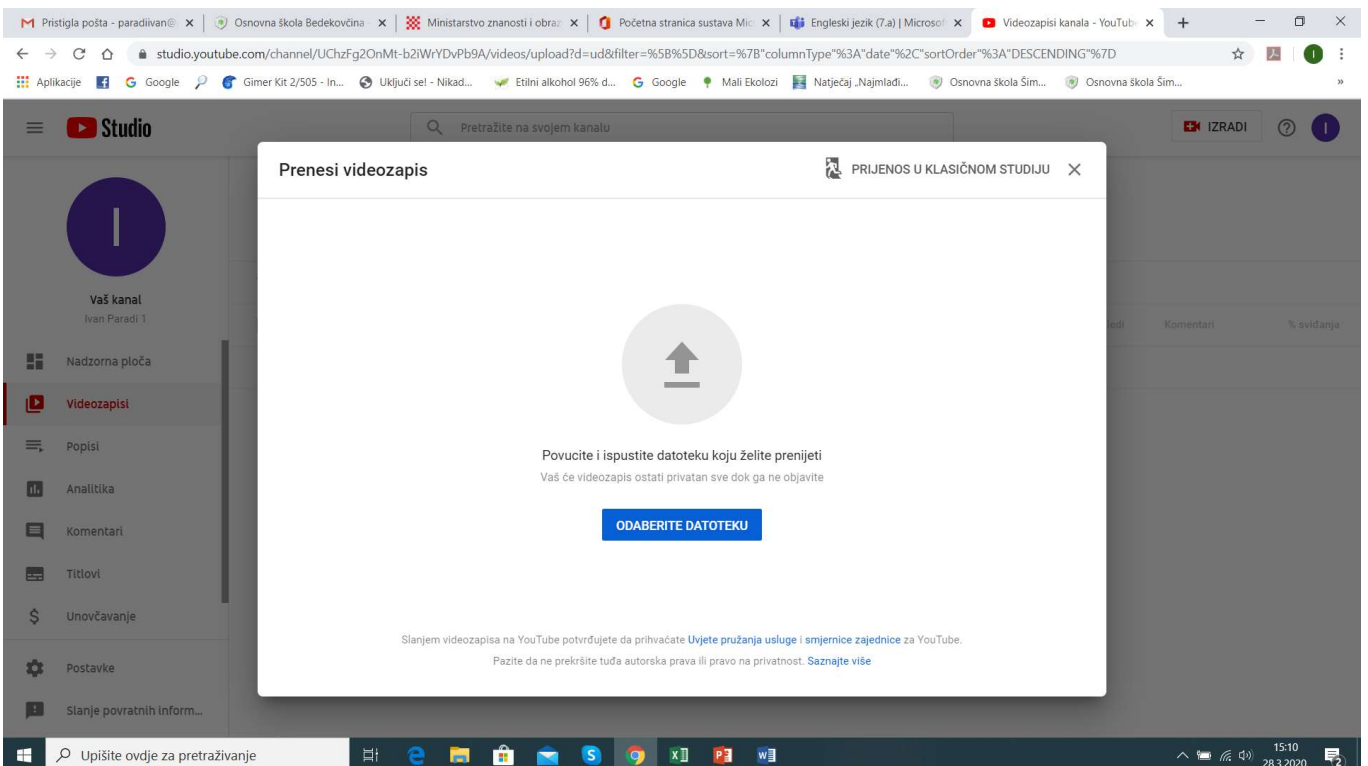 Pristigla pošta - paradiivan@
Osnovna škola Bedekovčina -
Ministarstvo znanosti i obraz
Početna stranica sustava Mic
Engleski jezik (7.a) | Microsof
Videozapisi kanala - YouTub
studio.youtube.com/channel/UChzFg2OnMt-b2iWrYDvPb9A/videos/upload?d=ud&filter=%5B%5D&sort=%7B"columnType"%3A"date"%2C"sortOrder"%3A"DESCENDING"%7D
Aplikacije
Google
Gimer Kit 2/505 - In...
Uključi se! - Nikad...
Etilni alkohol 96% d...
Google
Mali Ekolozi
Natječaj „Najmlađi...
Osnovna škola Šim...
Osnovna škola Šim...
»
Studio
Pretražite na svojem kanalu
IZRADI
I
Prenesi videozapis
PRIJENOS U KLASIČNOM STUDIJU
I
Vaš kanal
Ivan Paradi 1
Komentari
% sviđanja
Nadzorna ploča
Videozapisi
Popisi
Analitika
Komentari
Titlovi
Unovčavanje
Postavke
Slanje povratnih inform...
Povucite i ispustite datoteku koju želite prenijeti
Vaš će videozapis ostati privatan sve dok ga ne objavite
ODABERITE DATOTEKU
Slanjem videozapisa na YouTube potvrđujete da prihvaćate Uvjete pružanja usluge i smjernice zajednice za YouTube.
Pazite da ne prekršite tuđa autorska prava ili pravo na privatnost. Saznajte više
Upišite ovdje za pretraživanje
15:10
28.3.2020.